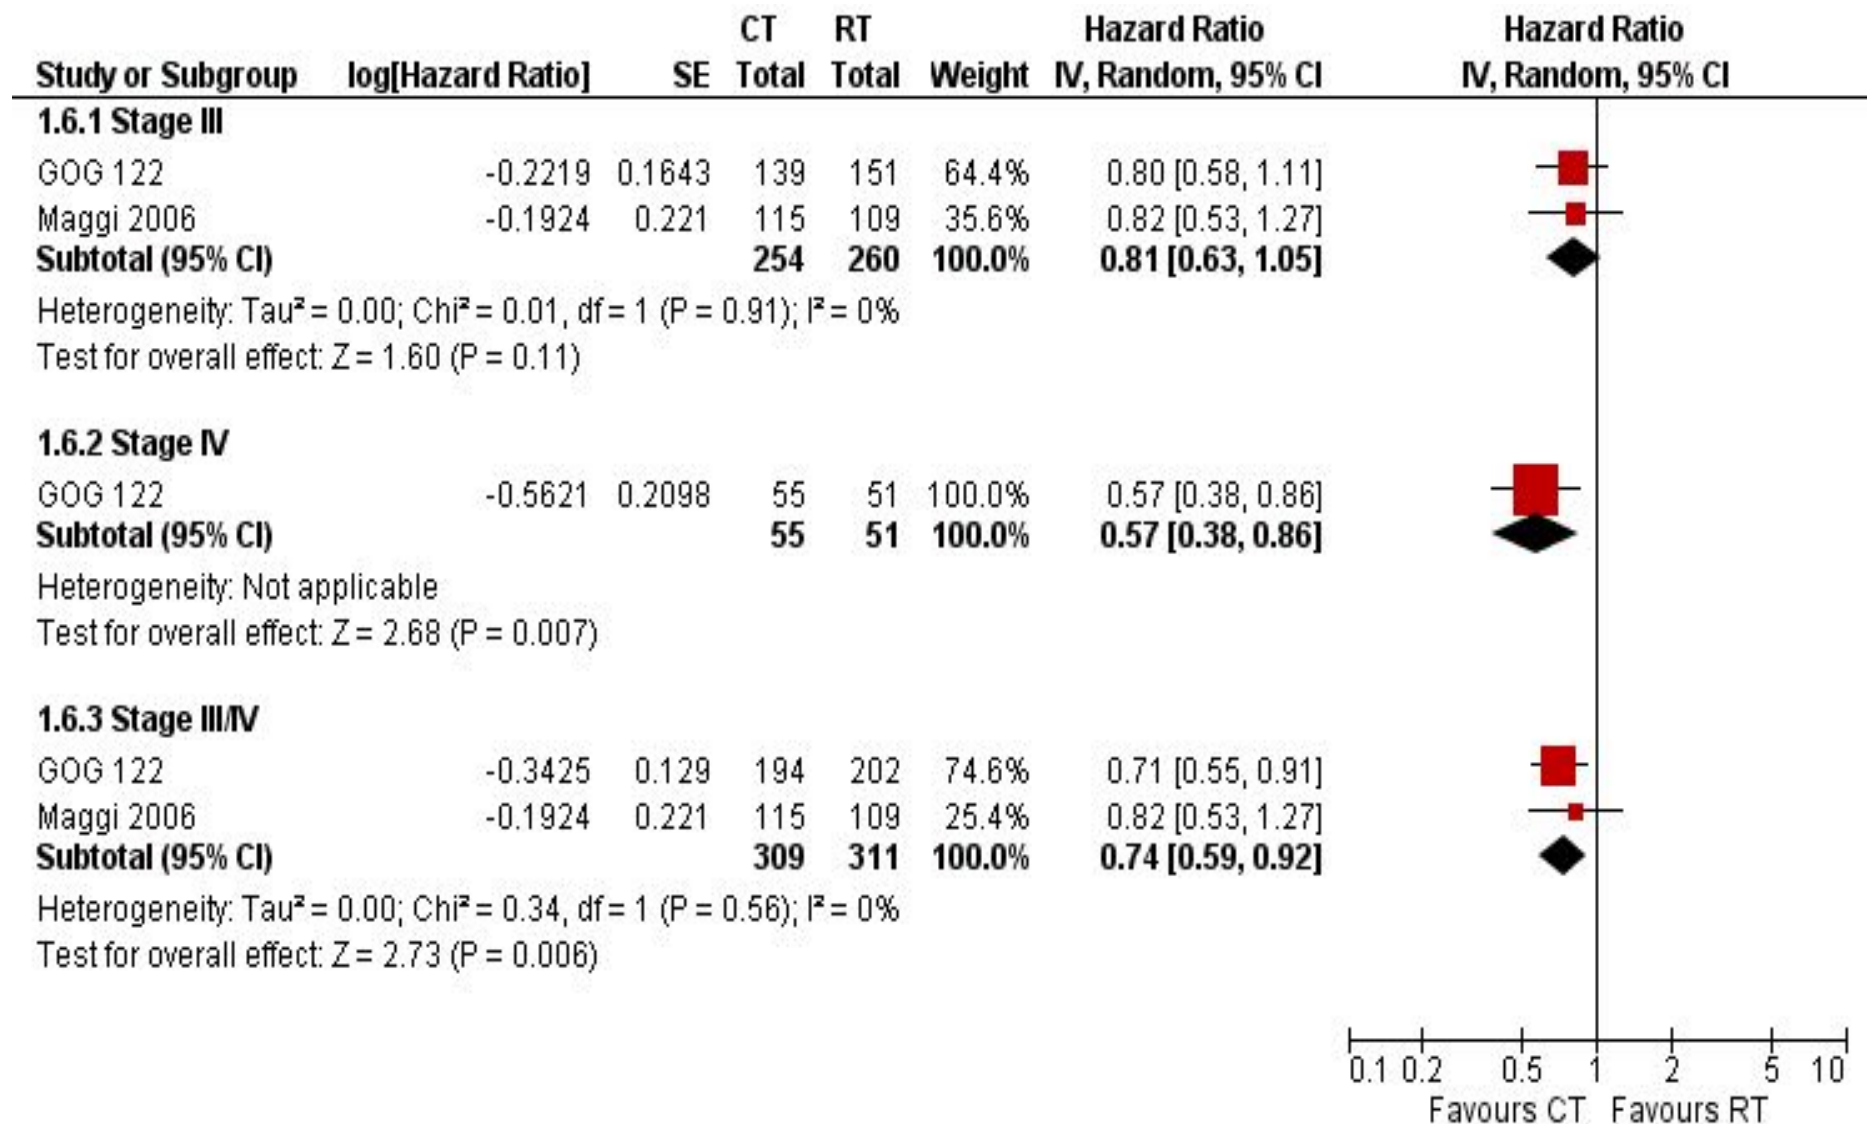 CT RT Hazard Ratio Hazard Ratio
Study or Subgroup log[Hazard Ratio] SE Total Total Weight IV, Random, 95% CI IV, Random, 95% CI
1.6.1 Stage III
GOG 122 -0.2219 0.1643 139 151 64.4% 0.80 [0.58, 1.11]
Maggi 2006 -0.1924 0.221 115 109 35.6% 0.82 [0.53, 1.27]
Subtotal (95% CI) 254 260 100.0% 0.81 [0.63, 1.05]
Heterogeneity: Tau² = 0.00; Chi² = 0.01, df = 1 (P = 0.91); I² = 0%
Test for overall effect: Z = 1.60 (P = 0.11)
1.6.2 Stage IV
GOG 122 -0.5621 0.2098 55 51 100.0% 0.57 [0.38, 0.86]
Subtotal (95% CI) 55 51 100.0% 0.57 [0.38, 0.86]
Heterogeneity: Not applicable
Test for overall effect: Z = 2.68 (P = 0.007)
1.6.3 Stage III/IV
GOG 122 -0.3425 0.129 194 202 74.6% 0.71 [0.55, 0.91]
Maggi 2006 -0.1924 0.221 115 109 25.4% 0.82 [0.53, 1.27]
Subtotal (95% CI) 309 311 100.0% 0.74 [0.59, 0.92]
Heterogeneity: Tau² = 0.00; Chi² = 0.34, df = 1 (P = 0.56); I² = 0%
Test for overall effect: Z = 2.73 (P = 0.006)
0.1 0.2 0.5 1 2 5 10
Favours CT Favours RT